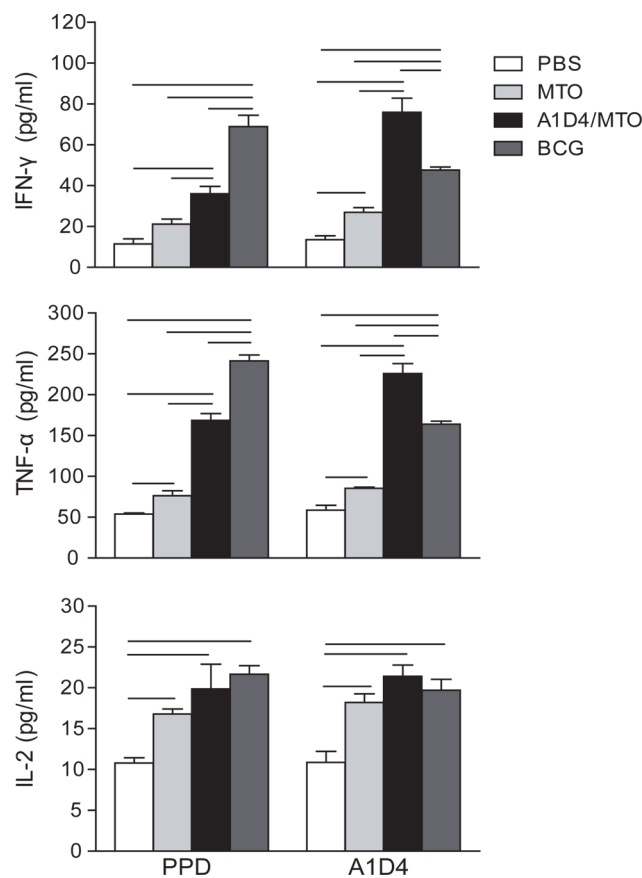 IFN-γ (pg/ml)
120
100
80
60
40
20
0
PBS
MTO
A1D4/MTO
BCG
TNF-α (pg/ml)
300
250
200
150
100
50
0
IL-2 (pg/ml)
30
25
20
15
10
5
0
PPD A1D4